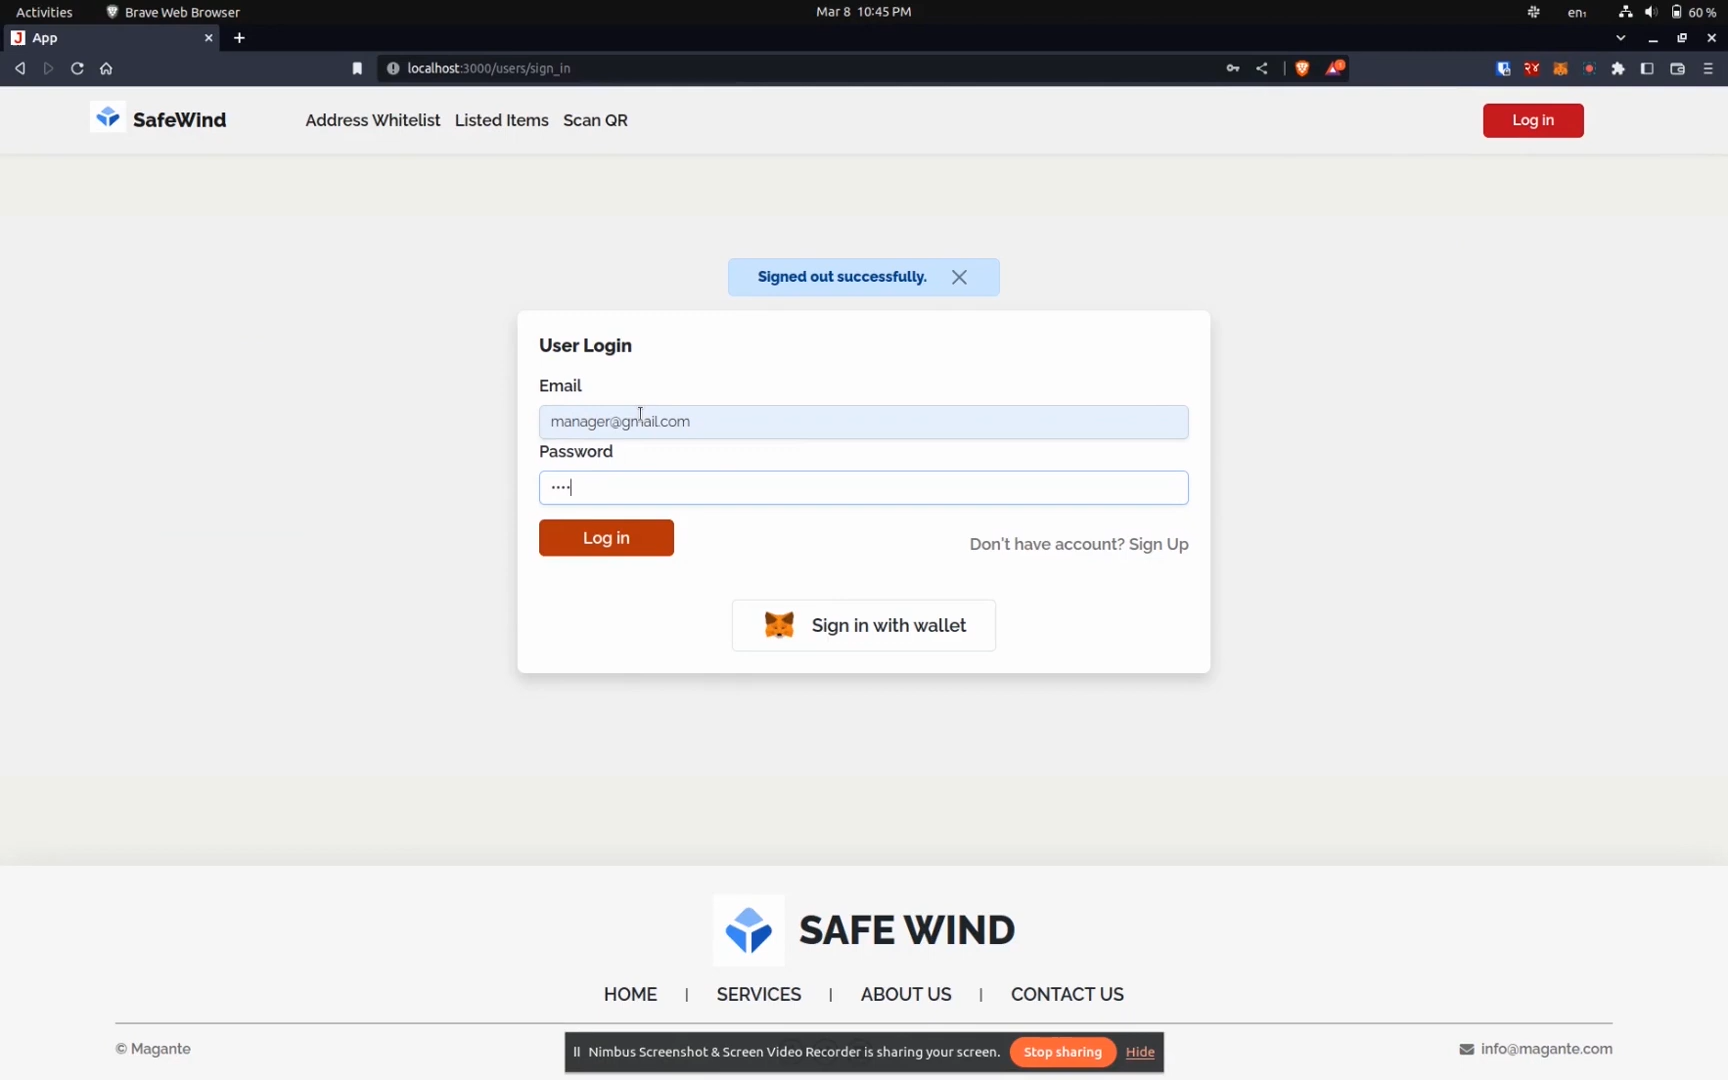 Activities Brave Web Browser Mar 8 10:45 PM en₁ 60 %
App
localhost:3000/users/sign_in
SafeWind Address Whitelist Listed Items Scan QR Log in
Signed out successfully.
User Login
Email
manager@gmail.com
Password
····
Log in Don't have account? Sign Up
Sign in with wallet
SAFE WIND
HOME | SERVICES | ABOUT US | CONTACT US
© Magante info@magante.com
Nimbus Screenshot & Screen Video Recorder is sharing your screen. Stop sharing Hide